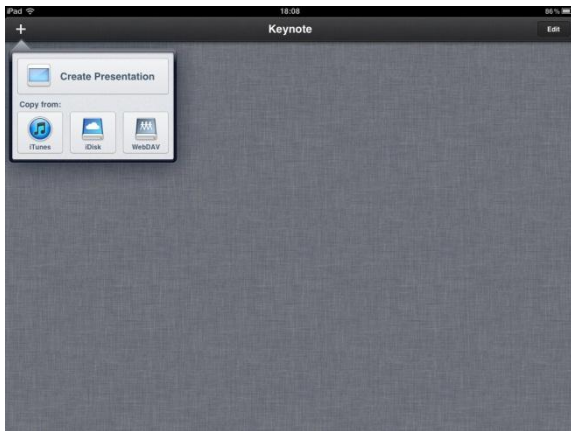 iPad 18:08 86%
+ Keynote Edit
Create Presentation
Copy from:
iTunes iDisk WebDAV